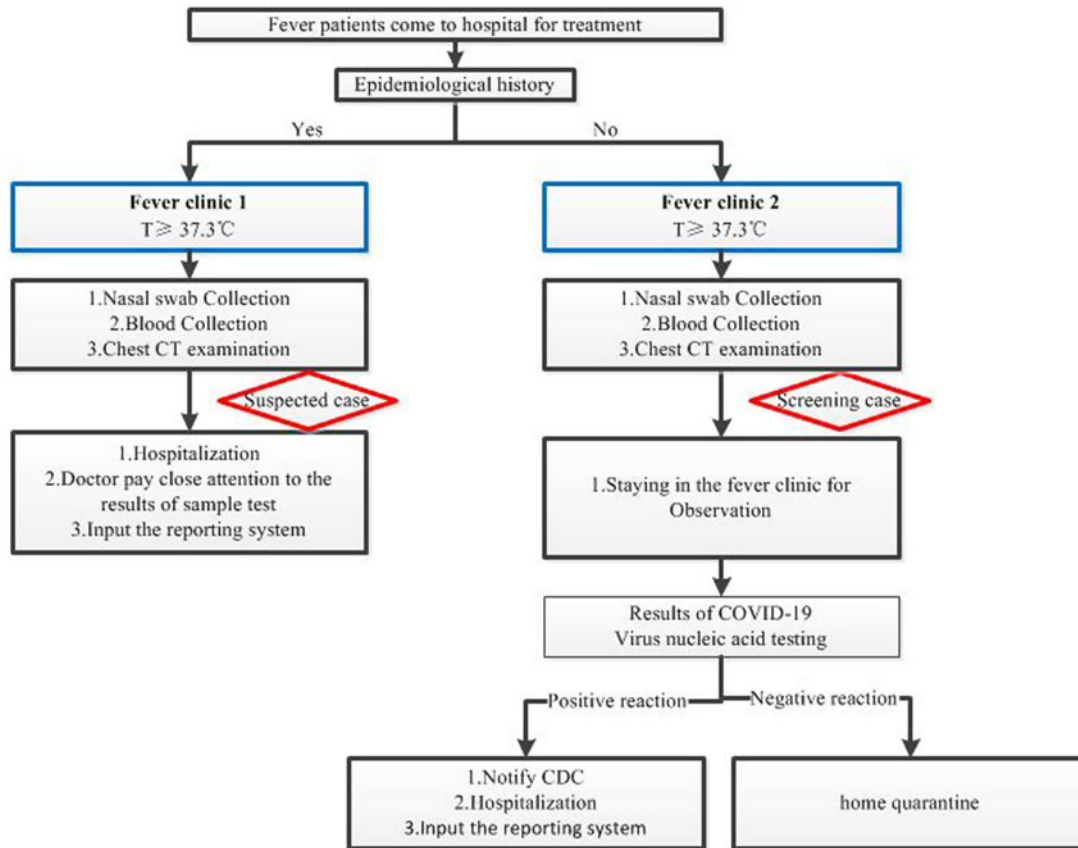 Fever patients come to hospital for treatment
Epidemiological history
Yes
No
Fever clinic 1
T≥ 37.3℃
Fever clinic 2
T≥ 37.3℃
1.Nasal swab Collection
2.Blood Collection
3.Chest CT examination
1.Nasal swab Collection
2.Blood Collection
3.Chest CT examination
Suspected case
Screening case
1.Hospitalization
2.Doctor pay close attention to the
results of sample test
3.Input the reporting system
1.Staying in the fever clinic for
Observation
Results of COVID-19
Virus nucleic acid testing
Positive reaction
Negative reaction
1.Notify CDC
2.Hospitalization
3.Input the reporting system
home quarantine